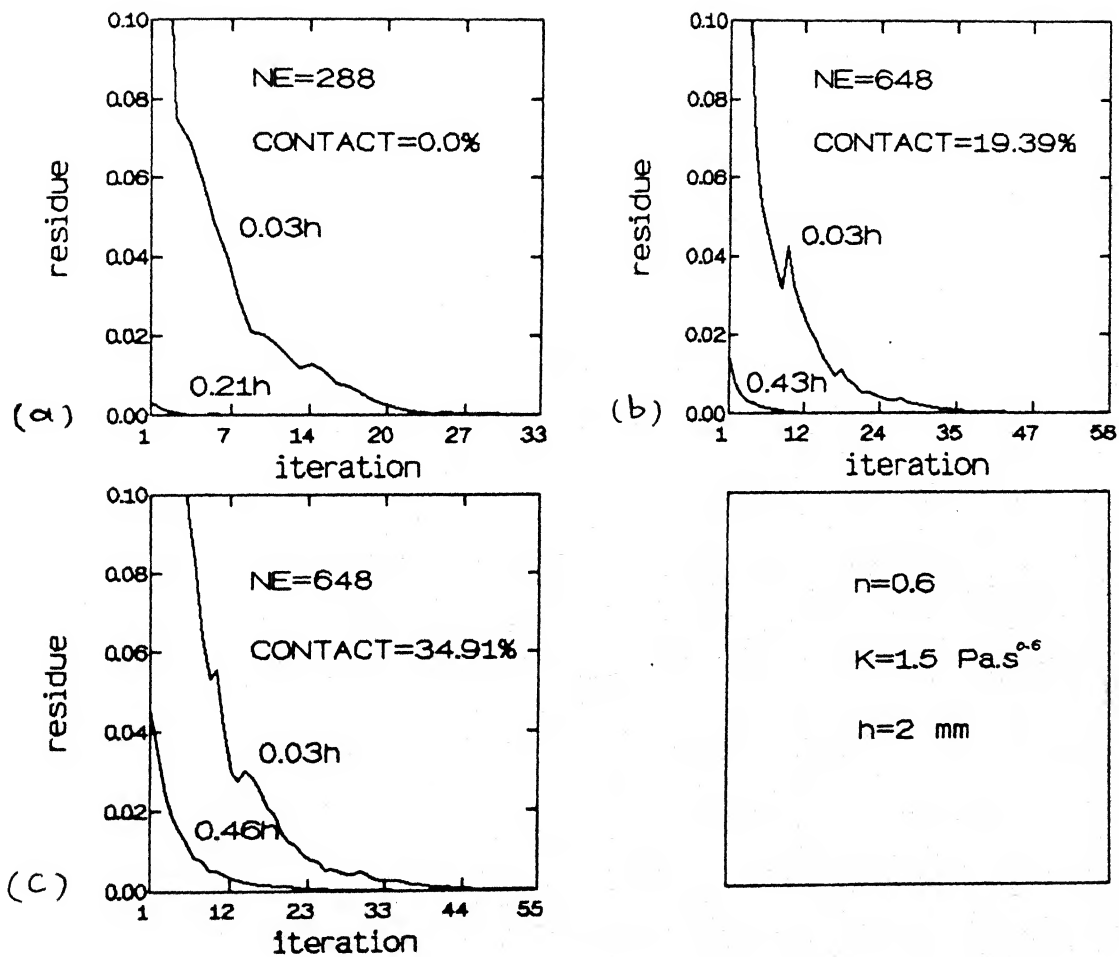 0.10
0.08
0.06
0.04
0.02
0.00
residue
NE=288
CONTACT=0.0%
0.03h
0.21h
(a)
1 7 14 20 27 33
iteration
0.10
0.08
0.06
0.04
0.02
0.00
residue
NE=648
CONTACT=19.39%
0.03h
0.43h
(b)
1 12 24 35 47 58
iteration
0.10
0.08
0.06
0.04
0.02
0.00
residue
NE=648
CONTACT=34.91%
0.03h
0.46h
(C)
1 12 23 33 44 55
iteration
n=0.6
K=1.5 Pa.s^0.6
h=2 mm